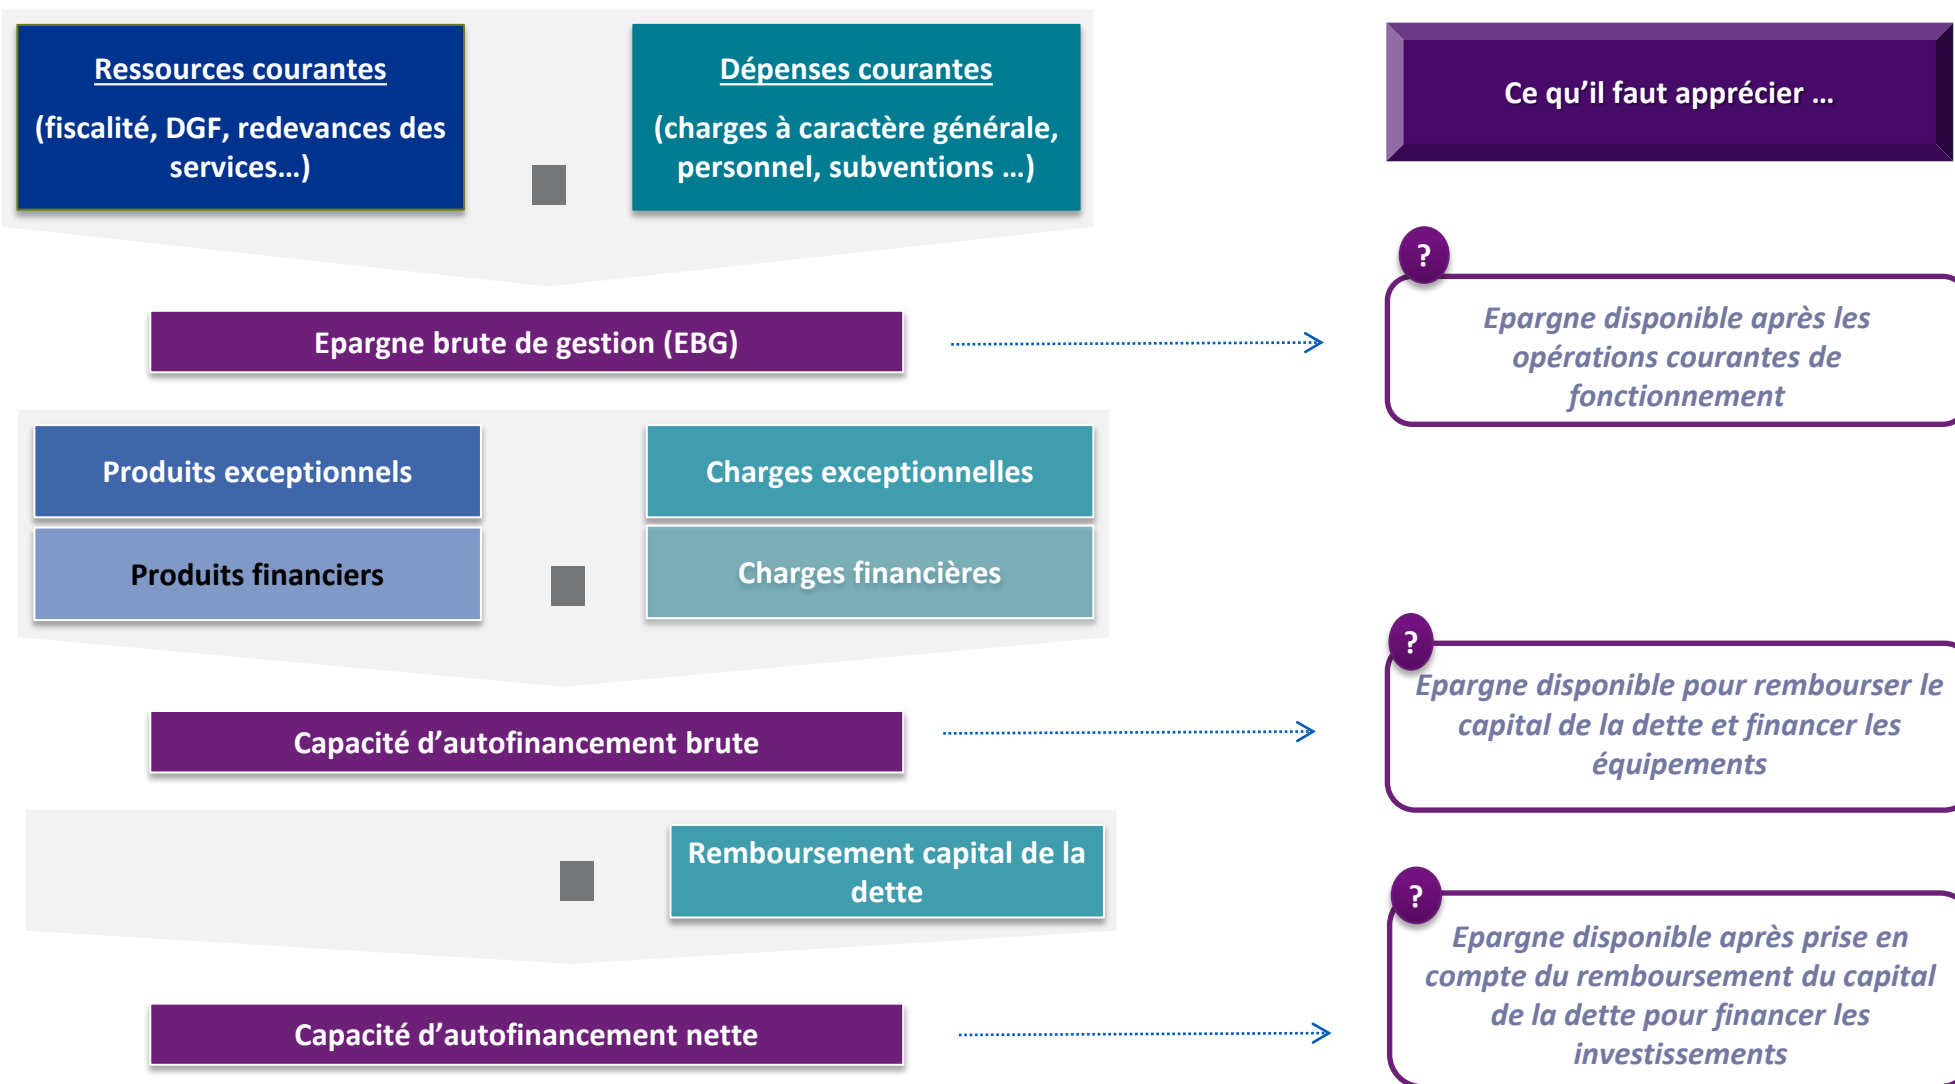 Ressources courantes
(fiscalité, DGF, redevances des
services...)
Dépenses courantes
(charges à caractère générale,
personnel, subventions ...)
Ce qu’il faut apprécier ...
Epargne brute de gestion (EBG)
?
Epargne disponible après les
opérations courantes de
fonctionnement
Produits exceptionnels
Charges exceptionnelles
Produits financiers
Charges financières
Capacité d’autofinancement brute
?
Epargne disponible pour rembourser le
capital de la dette et financer les
équipements
Remboursement capital de la
dette
Capacité d’autofinancement nette
?
Epargne disponible après prise en
compte du remboursement du capital
de la dette pour financer les
investissements